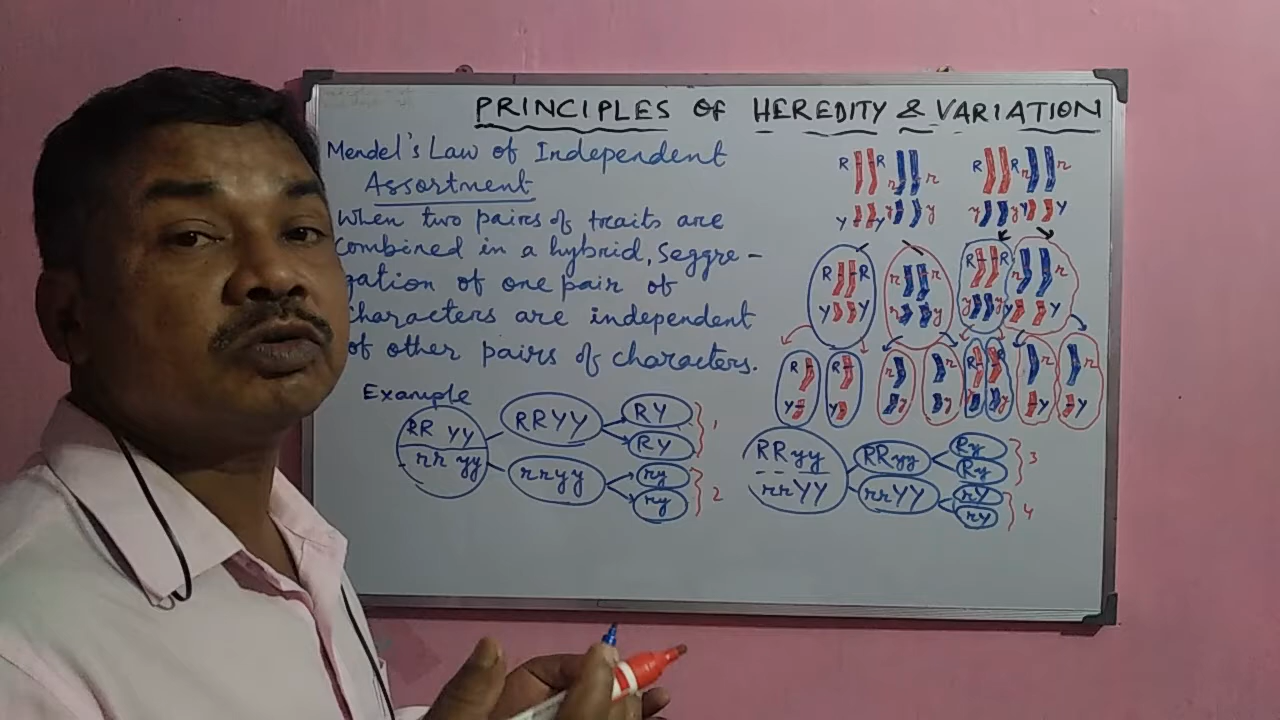 PRINCIPLES OF HEREDITY & VARIATION
Mendel's Law of Independent
Assortment
When two pairs of traits are
combined in a hybrid, seggre-
gation of one pair of
characters are independent
of other pairs of characters.
Example
RR YY
rr yy
RRYY
rryy
RY
RY
ry
ry
1
2
R R r r
Y Y y y
R R r r
y y Y Y
R R
Y Y
r r
y y
R R
y y
r r
Y Y
R R r r R R r r
Y Y y y y y Y Y
RRyy
rrYY
RRyy
rrYY
Ry
Ry
rY
rY
3
4